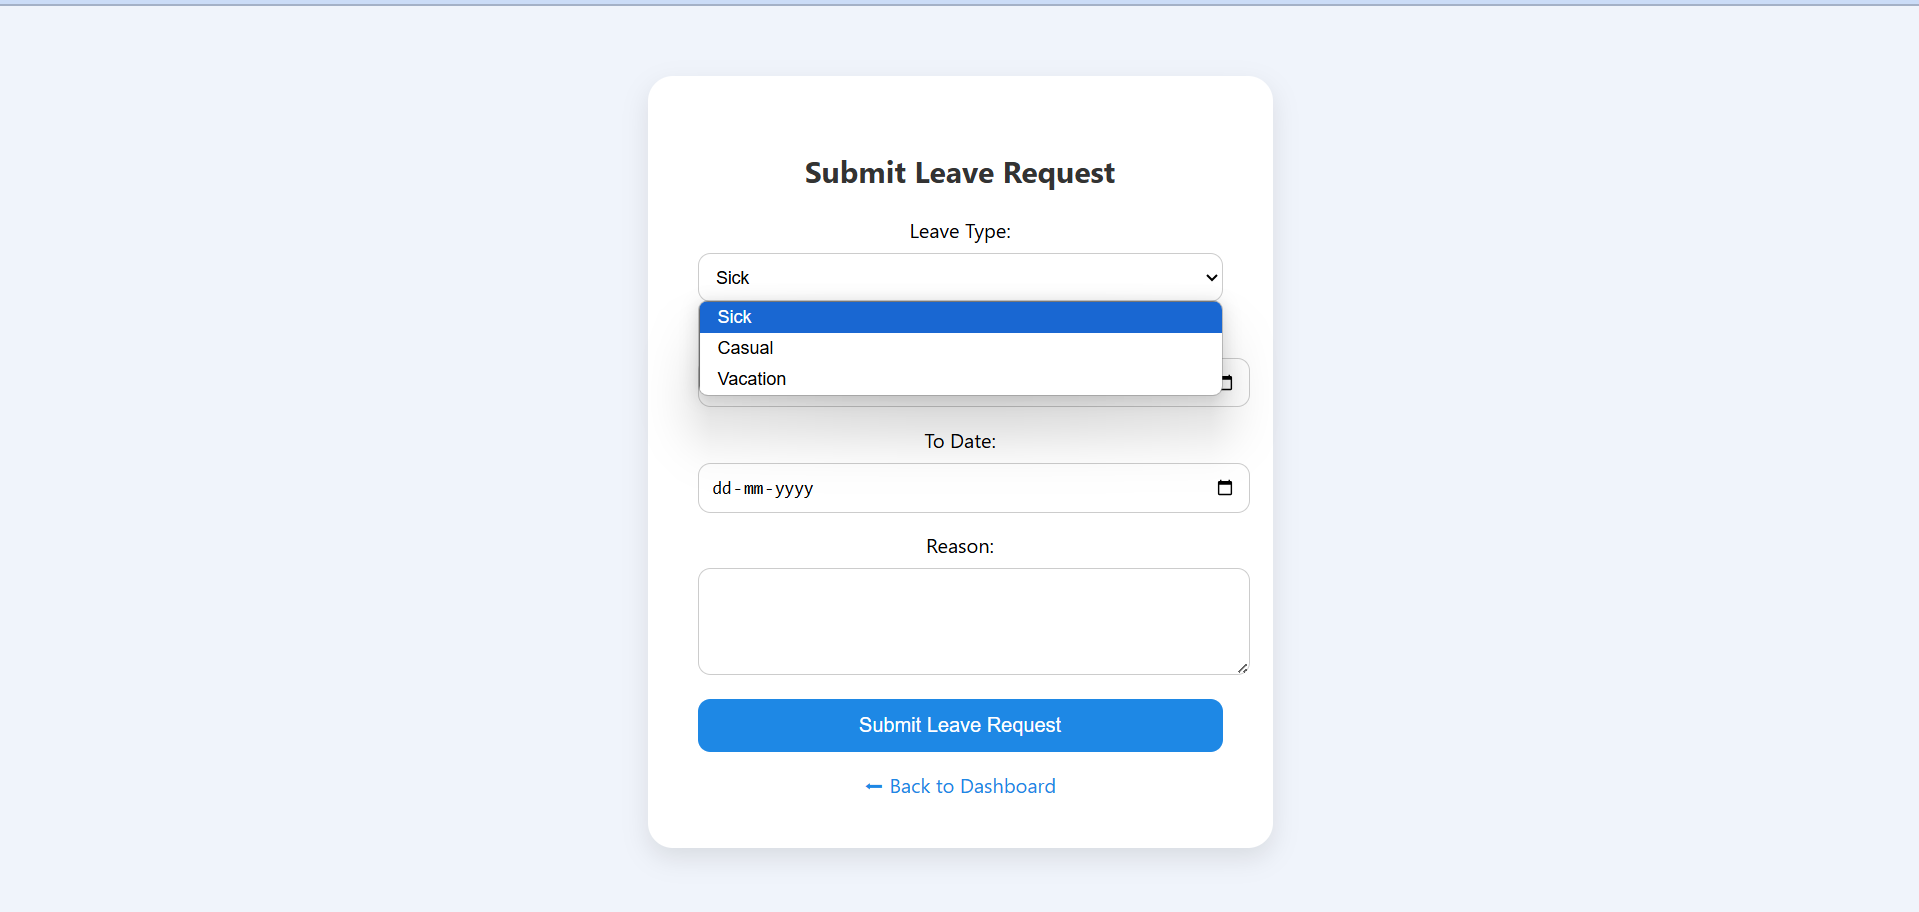 Submit Leave Request
Leave Type:
Sick
Sick
Casual
Vacation
To Date:
dd-mm-yyyy
Reason:
Submit Leave Request
← Back to Dashboard